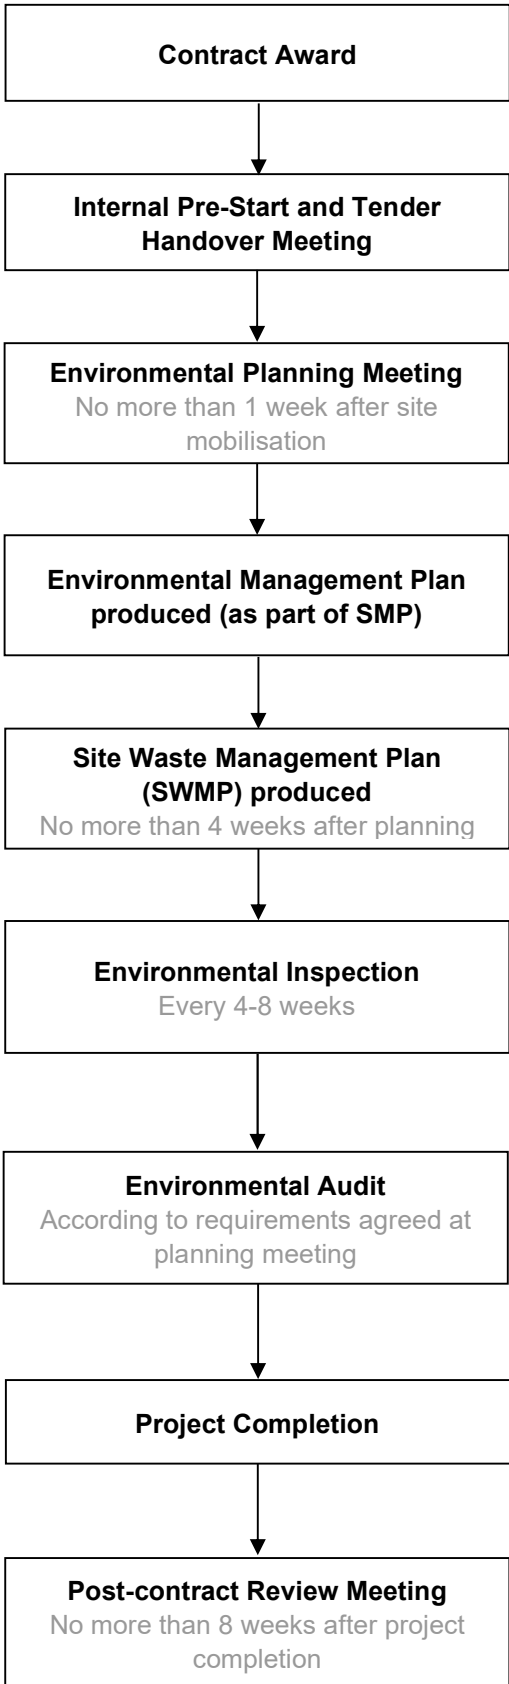 Contract Award
Internal Pre-Start and Tender
Handover Meeting
Environmental Planning Meeting
No more than 1 week after site
mobilisation
Environmental Management Plan
produced (as part of SMP)
Site Waste Management Plan
(SWMP) produced
No more than 4 weeks after planning
Environmental Inspection
Every 4-8 weeks
Environmental Audit
According to requirements agreed at
planning meeting
Project Completion
Post-contract Review Meeting
No more than 8 weeks after project
completion